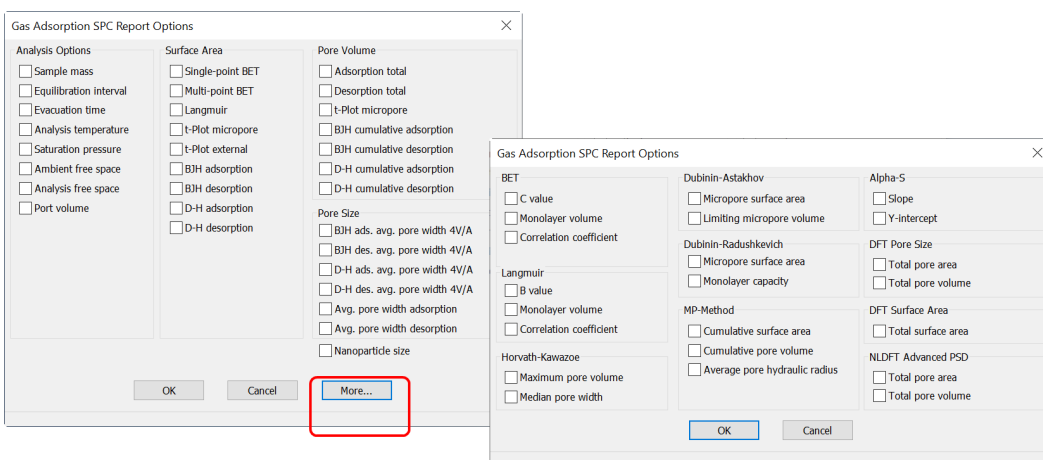 Gas Adsorption SPC Report Options
Analysis Options
Sample mass
Equilibration interval
Evacuation time
Analysis temperature
Saturation pressure
Ambient free space
Analysis free space
Port volume
Surface Area
Single-point BET
Multi-point BET
Langmuir
t-Plot micropore
t-Plot external
BJH adsorption
BJH desorption
D-H adsorption
D-H desorption
Pore Volume
Adsorption total
Desorption total
t-Plot micropore
BJH cumulative adsorption
BJH cumulative desorption
D-H cumulative adsorption
D-H cumulative desorption
Pore Size
BJH ads. avg. pore width 4V/A
BJH des. avg. pore width 4V/A
D-H ads. avg. pore width 4V/A
D-H des. avg. pore width 4V/A
Avg. pore width adsorption
Avg. pore width desorption
Nanoparticle size
OK
Cancel
More...
Gas Adsorption SPC Report Options
BET
C value
Monolayer volume
Correlation coefficient
Langmuir
B value
Monolayer volume
Correlation coefficient
Horvath-Kawazoe
Maximum pore volume
Median pore width
Dubinin-Astakhov
Micropore surface area
Limiting micropore volume
Dubinin-Radushkevich
Micropore surface area
Monolayer capacity
MP-Method
Cumulative surface area
Cumulative pore volume
Average pore hydraulic radius
Alpha-S
Slope
Y-intercept
DFT Pore Size
Total pore area
Total pore volume
DFT Surface Area
Total surface area
NLDFT Advanced PSD
Total pore area
Total pore volume
OK
Cancel